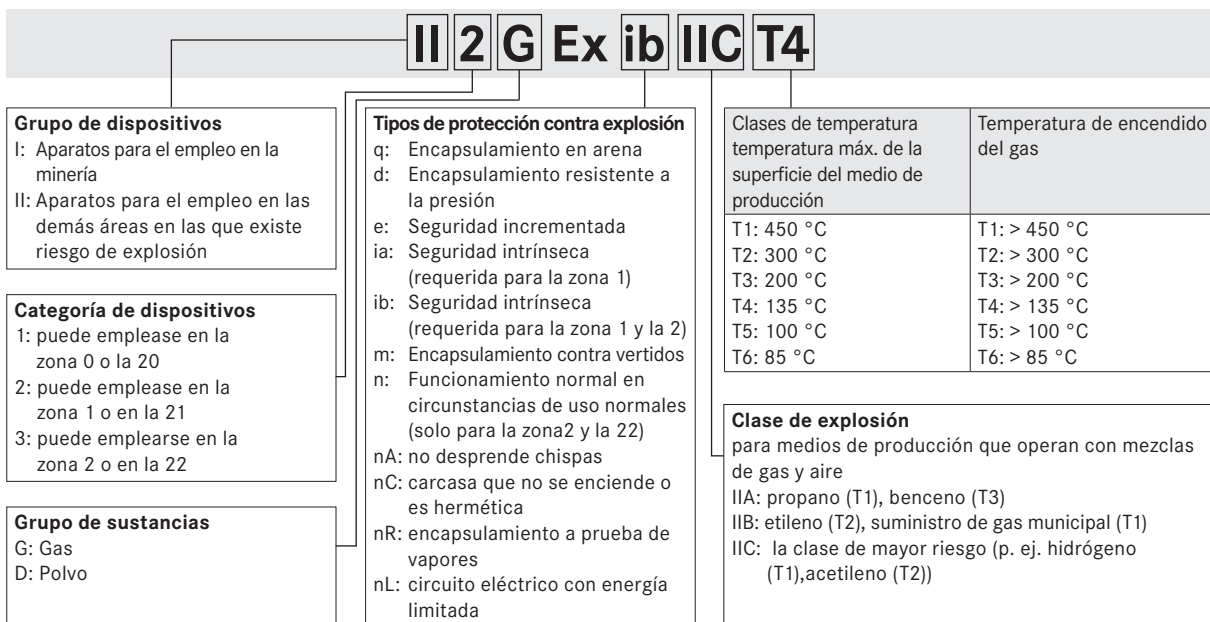 II 2 G Ex ib IIC T4
Grupo de dispositivos
I: Aparatos para el empleo en la
minería
II: Aparatos para el empleo en las
demás áreas en las que existe
riesgo de explosión
Categoría de dispositivos
1: puede emplease en la
zona 0 o la 20
2: puede emplease en la
zona 1 o en la 21
3: puede emplearse en la
zona 2 o en la 22
Grupo de sustancias
G: Gas
D: Polvo
Tipos de protección contra explosión
q: Encapsulamiento en arena
d: Encapsulamiento resistente a
la presión
e: Seguridad incrementada
ia: Seguridad intrínseca
(requerida para la zona 1)
ib: Seguridad intrínseca
(requerida para la zona 1 y la 2)
m: Encapsulamiento contra vertidos
n: Funcionamiento normal en
circunstancias de uso normales
(solo para la zona2 y la 22)
nA: no desprende chispas
nC: carcasa que no se enciende o
es hermética
nR: encapsulamiento a prueba de
vapores
nL: circuito eléctrico con energía
limitada
Clases de temperatura
temperatura máx. de la
superficie del medio de
producción
Temperatura de encendido
del gas
T1: 450 °C T1: > 450 °C
T2: 300 °C T2: > 300 °C
T3: 200 °C T3: > 200 °C
T4: 135 °C T4: > 135 °C
T5: 100 °C T5: > 100 °C
T6: 85 °C T6: > 85 °C
Clase de explosión
para medios de producción que operan con mezclas
de gas y aire
IIA: propano (T1), benceno (T3)
IIB: etileno (T2), suministro de gas municipal (T1)
IIC: la clase de mayor riesgo (p. ej. hidrógeno
(T1),acetileno (T2))